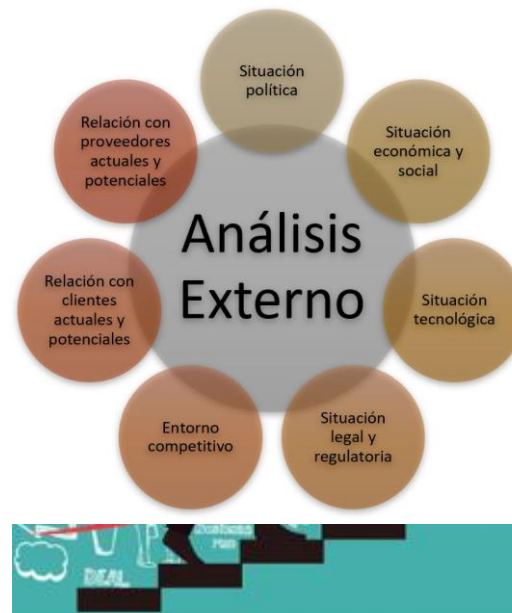 Situación
política
Situación
económica y
social
Situación
tecnológica
Situación
legal y
regulatoria
Entorno
competitivo
Relación con
clientes
actuales y
potenciales
Relación con
proveedores
actuales y
potenciales
Análisis
Externo
DEAL